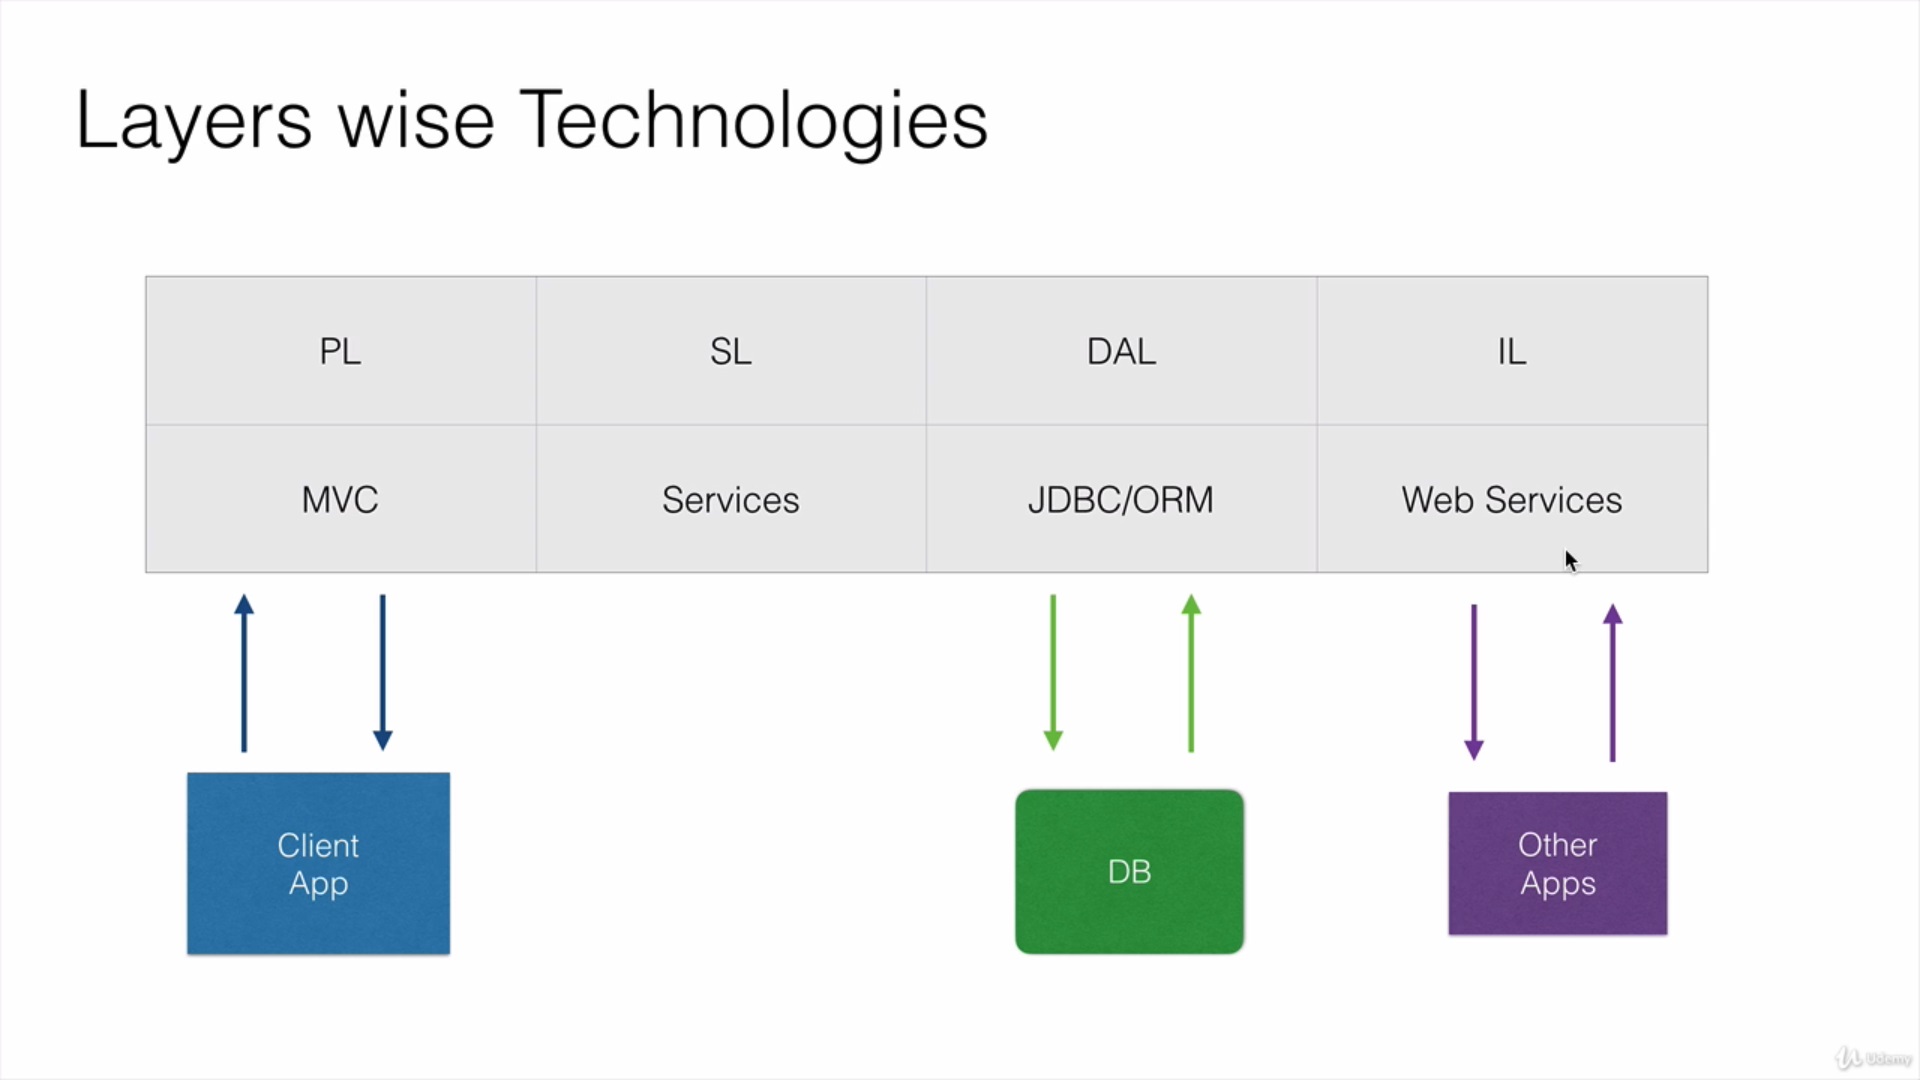 Layers wise Technologies
PL
SL
DAL
IL
MVC
Services
JDBC/ORM
Web Services
Client
App
DB
Other
Apps
Udemy